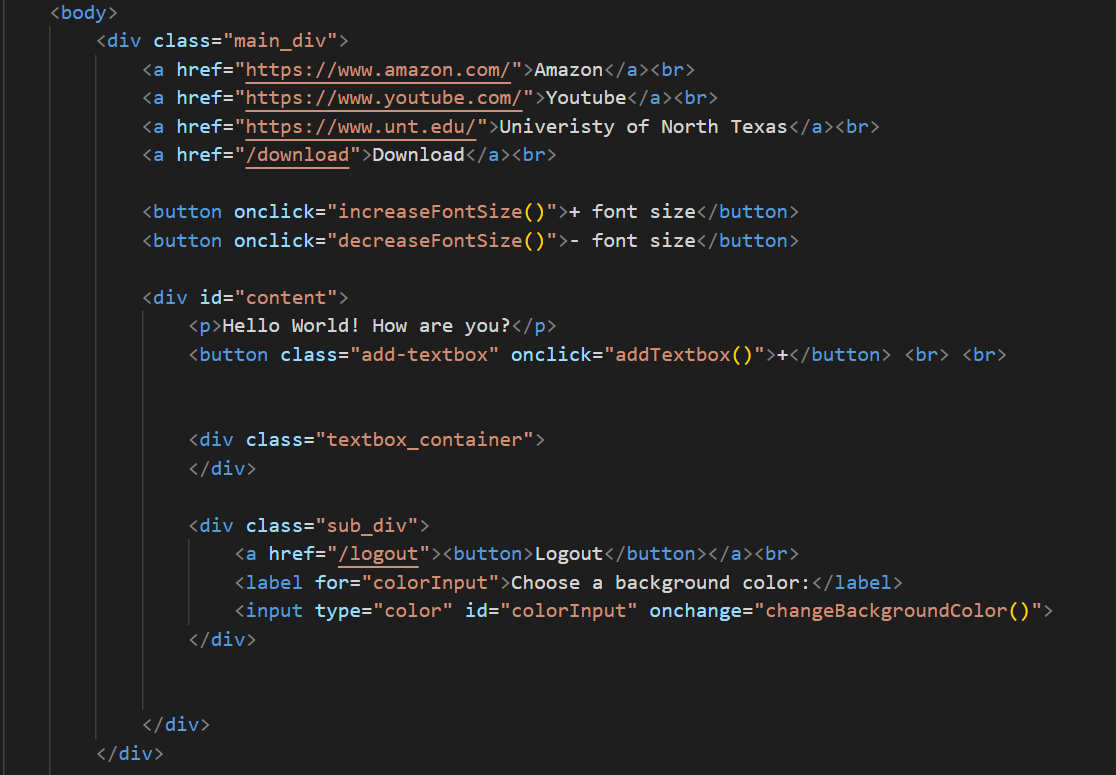 <body>
<div class="main_div">
<a href="https://www.amazon.com/">Amazon</a><br>
<a href="https://www.youtube.com/">Youtube</a><br>
<a href="https://www.unt.edu/">Univeristy of North Texas</a><br>
<a href="/download">Download</a><br>
<button onclick="increaseFontSize()">+ font size</button>
<button onclick="decreaseFontSize()">- font size</button>
<div id="content">
<p>Hello World! How are you?</p>
<button class="add-textbox" onclick="addTextbox()">+</button> <br> <br>
<div class="textbox_container">
</div>
<div class="sub_div">
<a href="/logout"><button>Logout</button></a><br>
<label for="colorInput">Choose a background color:</label>
<input type="color" id="colorInput" onchange="changeBackgroundColor()">
</div>
</div>
</div>